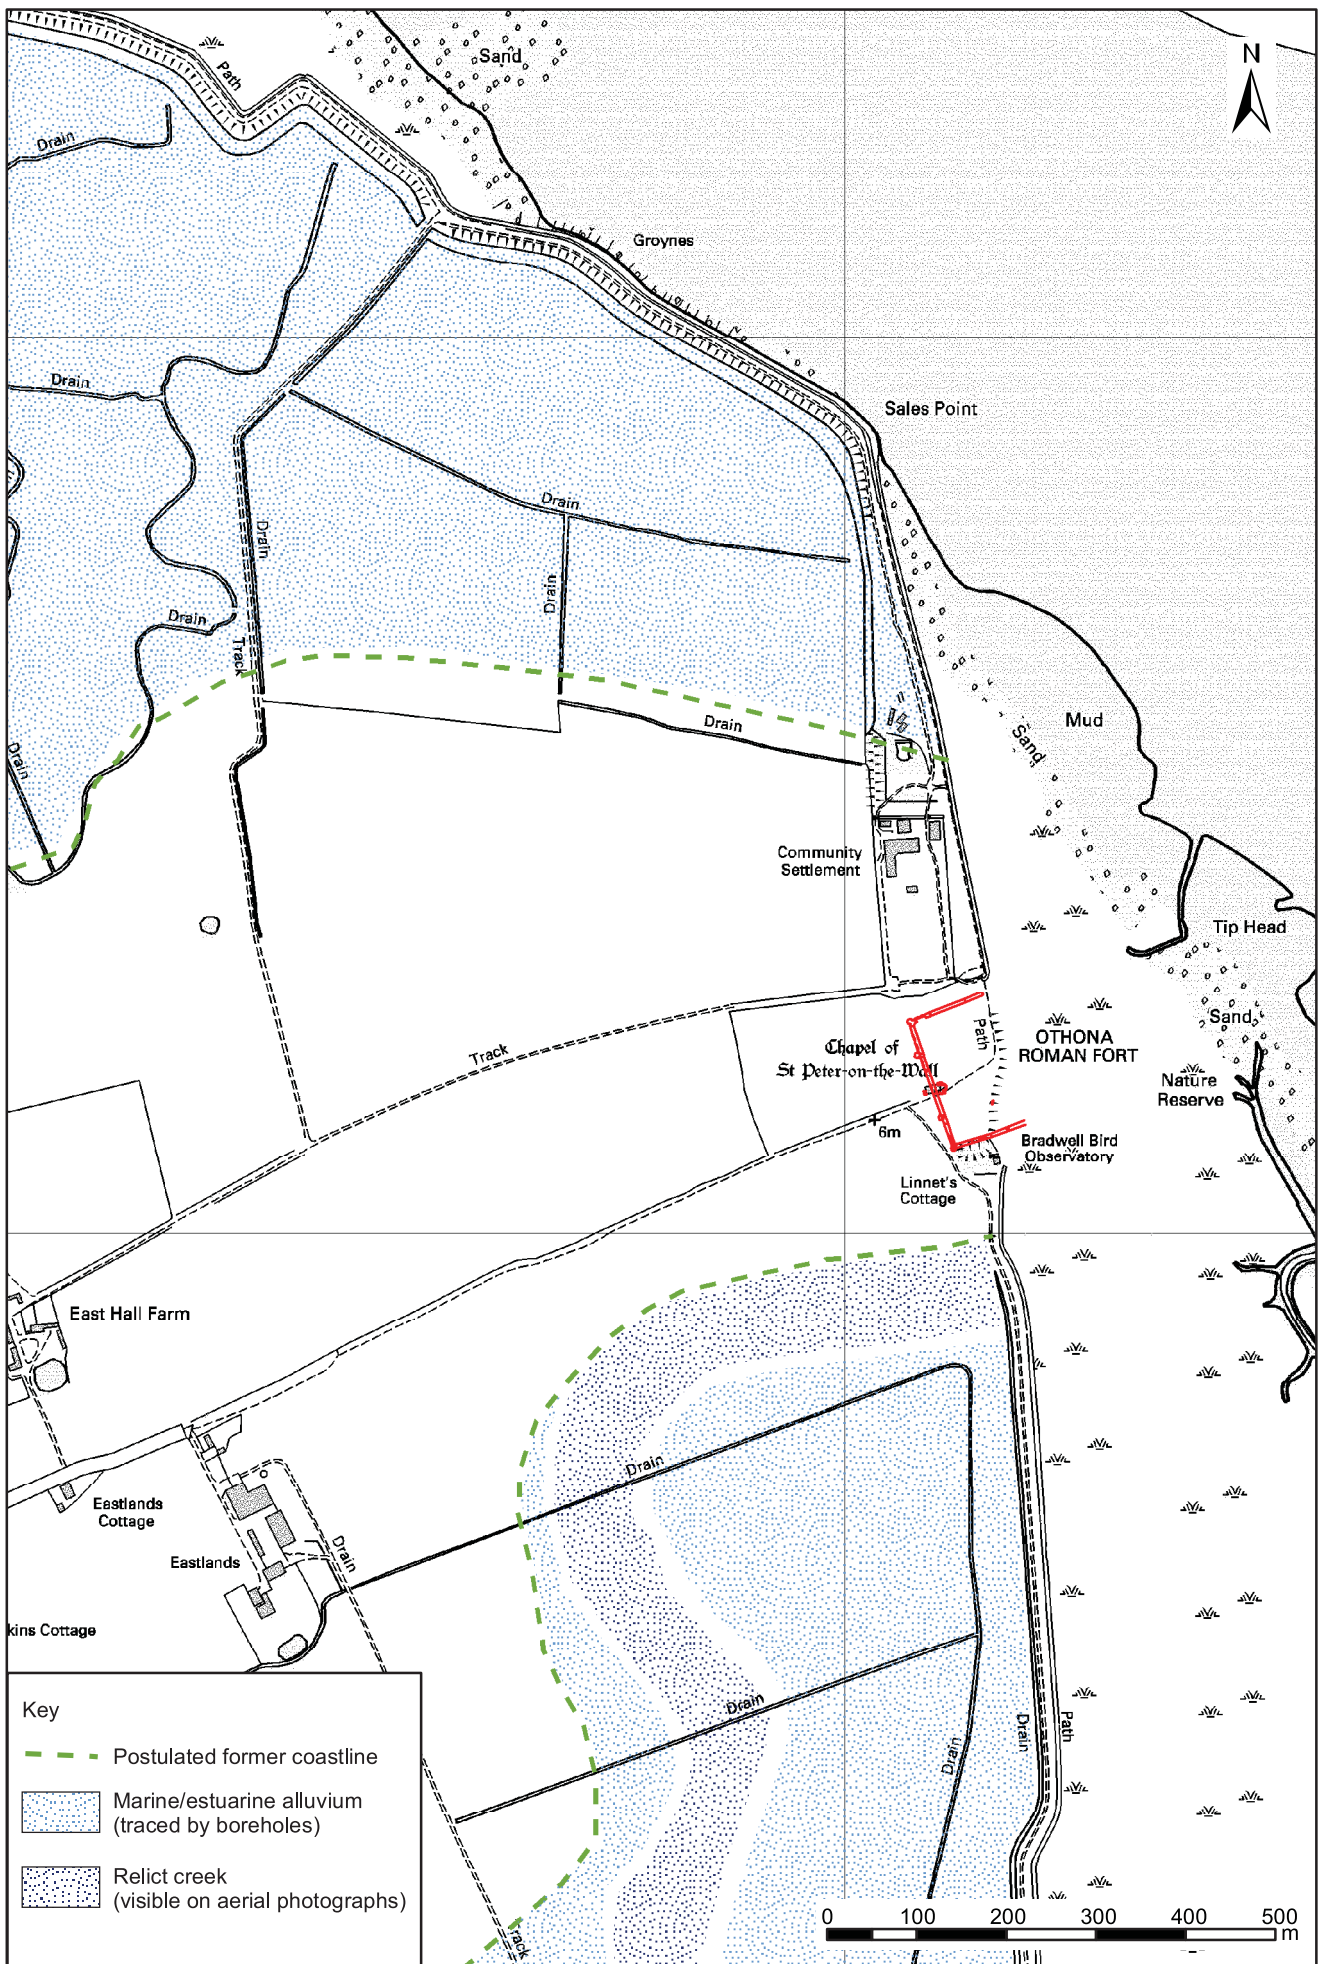 Sand
N
Path
Drain
Groynes
Drain
Sales Point
Drain
Drain
Drain
Drain
Track
Mud
Drain
Sand
Drain
Community
Settlement
Tip Head
Sand
Path
OTHONA
ROMAN FORT
Chapel of
St Peter-on-the-Wall
Track
Nature
Reserve
6m
Bradwell Bird
Observatory
Linnet's
Cottage
East Hall Farm
Drain
Eastlands
Cottage
Drain
Eastlands
kins Cottage
Drain
Drain
Path
Drain
Track
Key
Postulated former coastline
Marine/estuarine alluvium
(traced by boreholes)
Relict creek
(visible on aerial photographs)
0 100 200 300 400 500
m